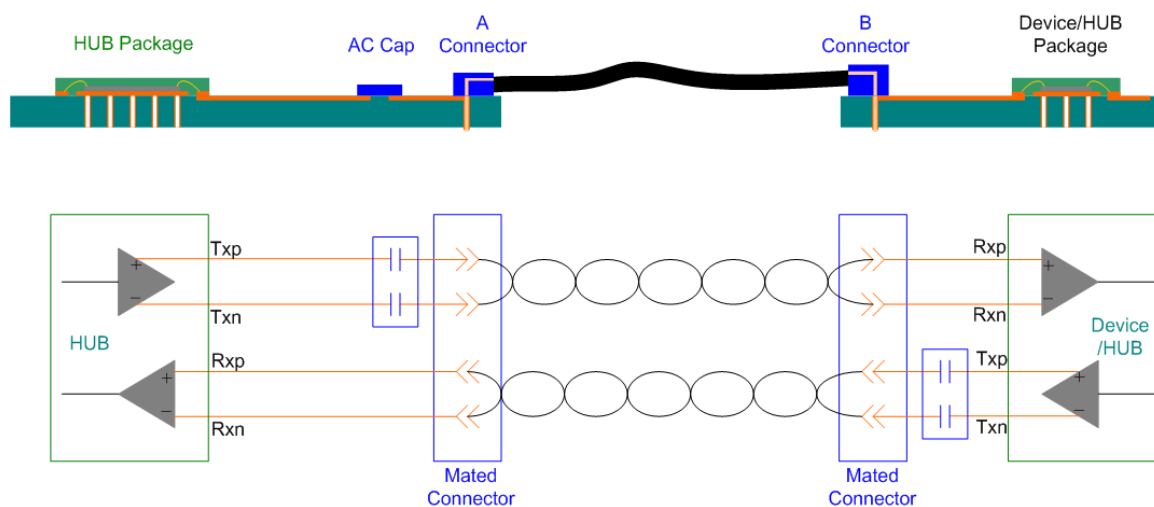 HUB Package
AC Cap
A
Connector
B
Connector
Device/HUB
Package
Txp
Txn
HUB
Rxp
Rxn
+
−
+
−
Rxp
Rxn
Device
/HUB
Txp
Txn
+
−
+
−
Mated
Connector
Mated
Connector